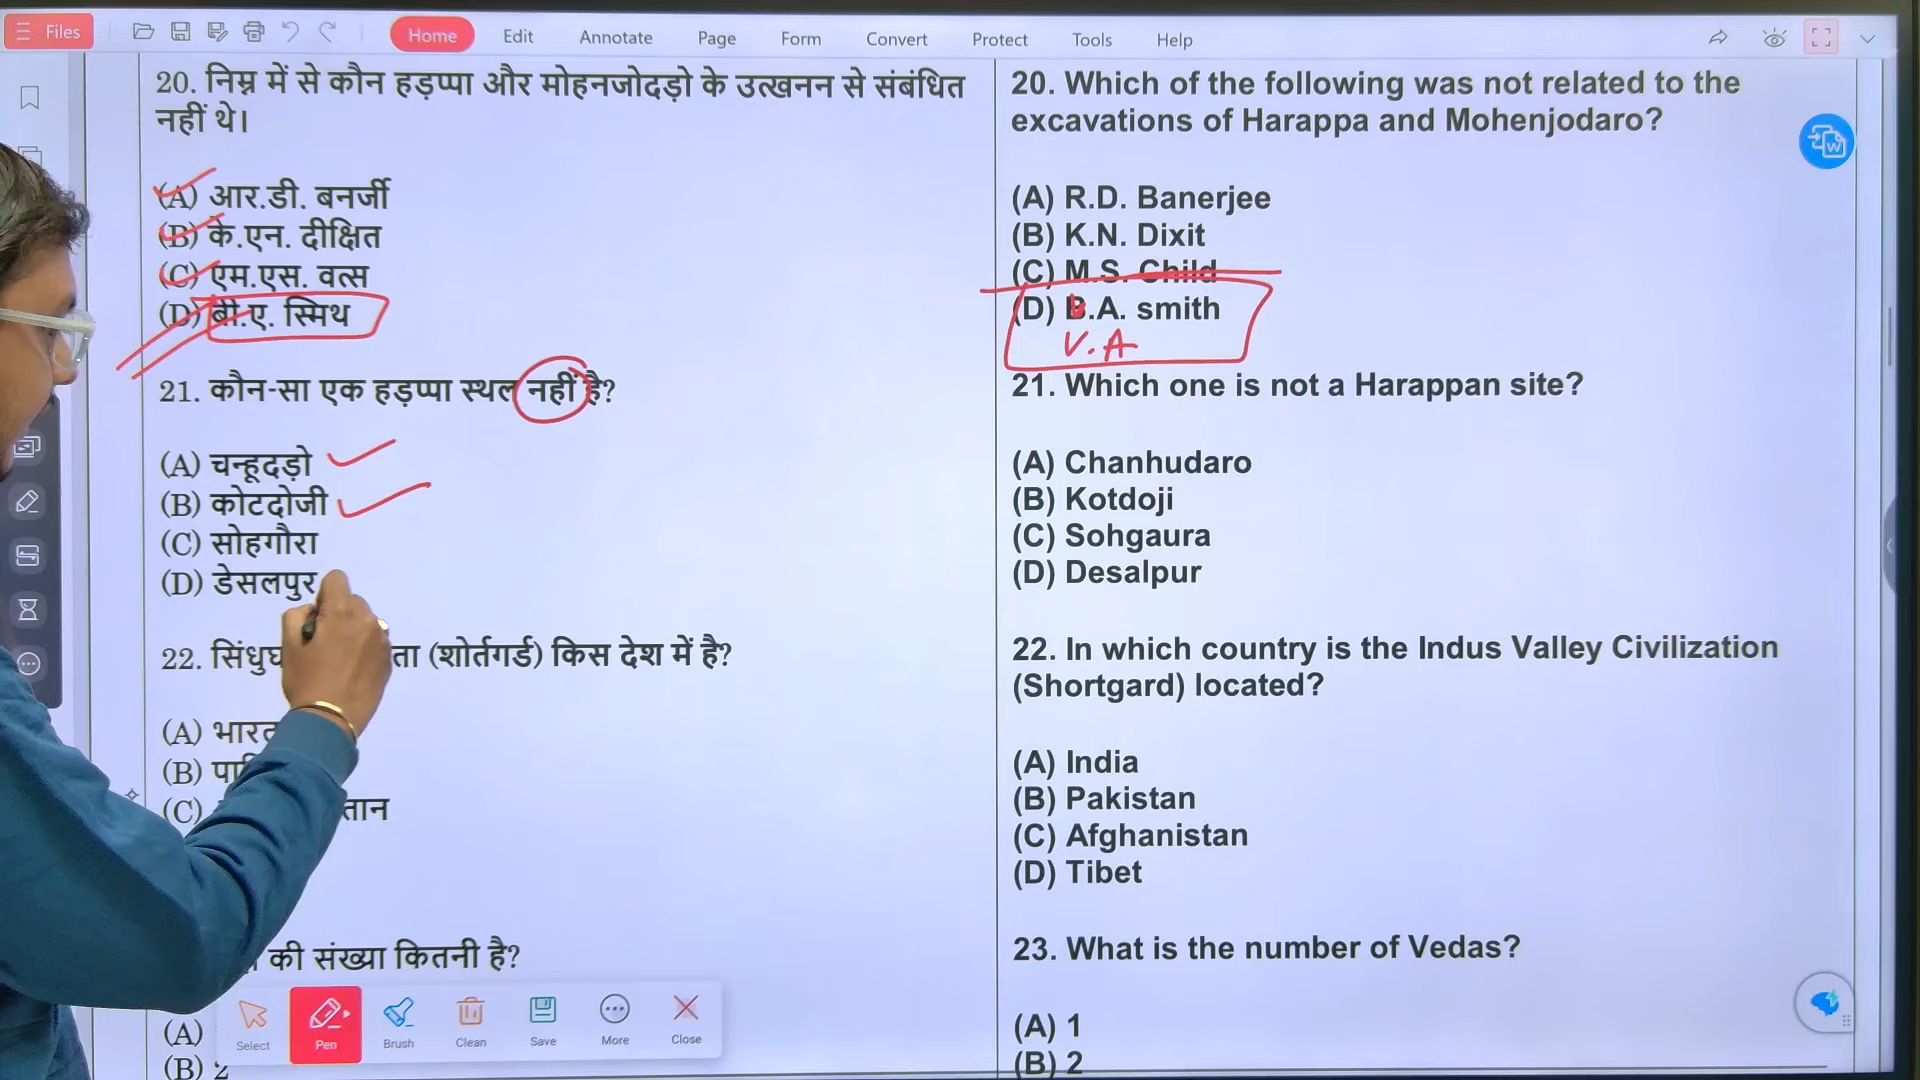 Files
Home Edit Annotate Page Form Convert Protect Tools Help
20. निम्न में से कौन हड़प्पा और मोहनजोदड़ो के उत्खनन से संबंधित
नहीं थे।
(A) आर.डी. बनर्जी
(B) के.एन. दीक्षित
(C) एम.एस. वत्स
(D) बी.ए. स्मिथ
21. कौन-सा एक हड़प्पा स्थल नहीं है?
(A) चन्हूदड़ो
(B) कोटदोजी
(C) सोहगौरा
(D) डेसलपुर
22. सिंधुघ ता (शोर्तगर्ड) किस देश में है?
(A) भारत
(B) पा
(C) तान
की संख्या कितनी है?
(A)
(B) 2
20. Which of the following was not related to the
excavations of Harappa and Mohenjodaro?
(A) R.D. Banerjee
(B) K.N. Dixit
(C) M.S. Child
(D) B.A. smith
V.A
21. Which one is not a Harappan site?
(A) Chanhudaro
(B) Kotdoji
(C) Sohgaura
(D) Desalpur
22. In which country is the Indus Valley Civilization
(Shortgard) located?
(A) India
(B) Pakistan
(C) Afghanistan
(D) Tibet
23. What is the number of Vedas?
(A) 1
(B) 2
Select Pen Brush Clean Save More Close